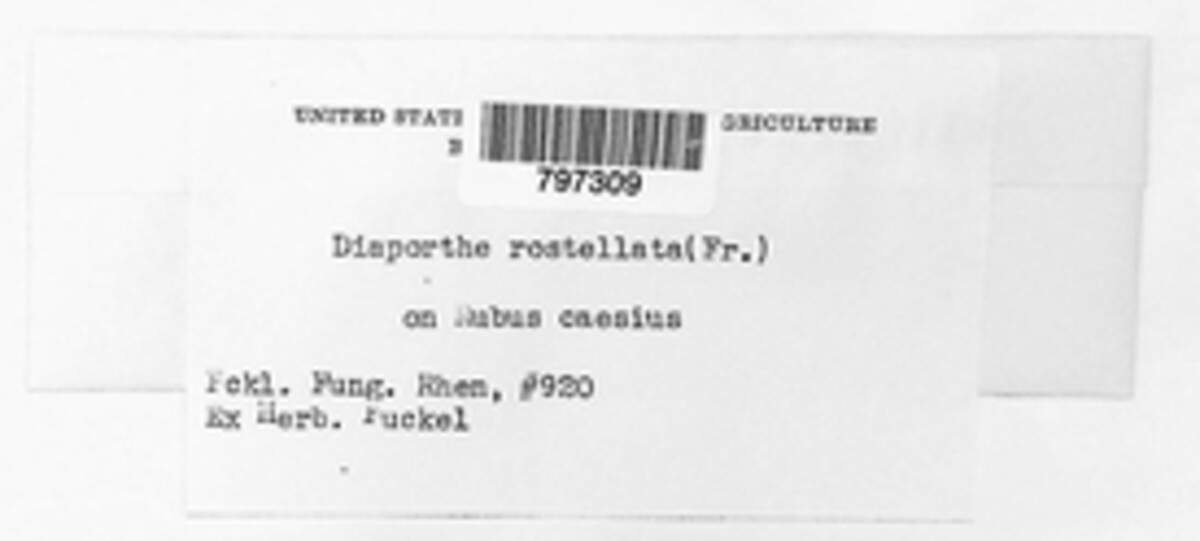 UNITED STATE GRICULTURE
797309
Diaporthe rostellata(Fr.)
on Rubus caesius
Fckl. Fung. Rhen, #920
Ex Herb. Fuckel